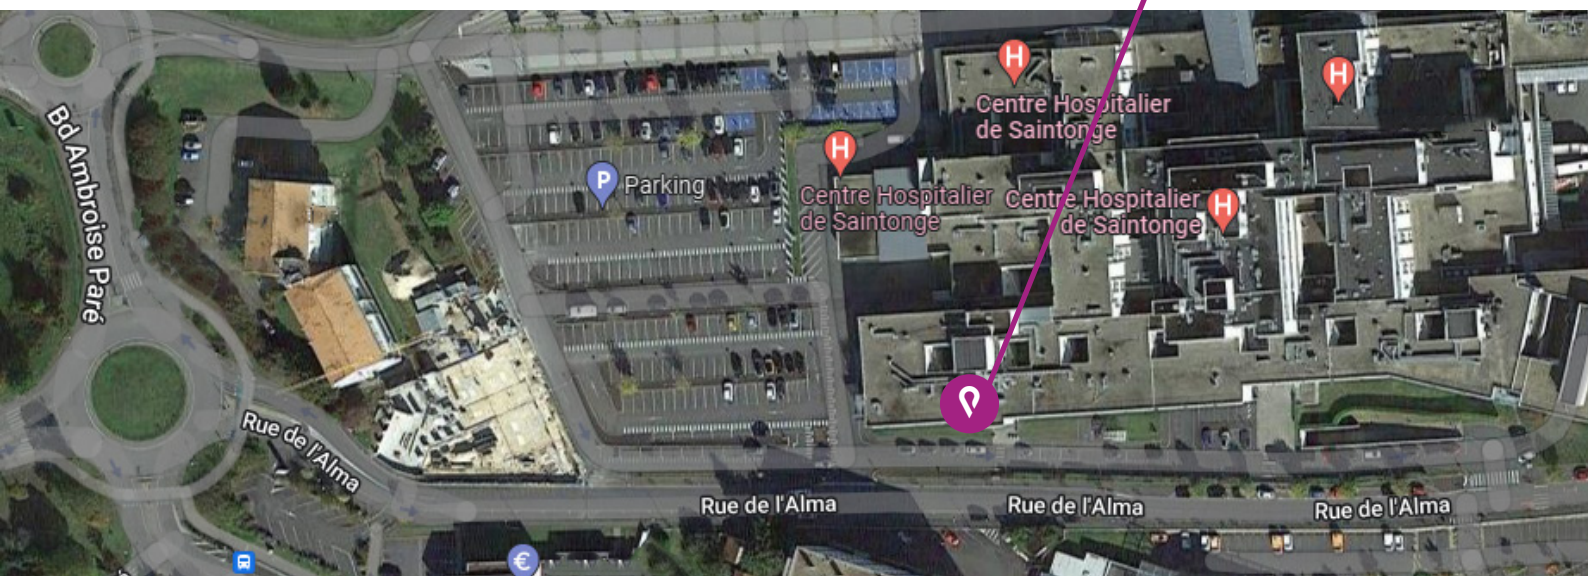 H
H
Centre Hospitalier
de Saintonge
Bd Ambroise Paré
H
P Parking
Centre Hospitalier
de Saintonge
Centre Hospitalier
de Saintonge
H
Rue de l'Alma
Rue de l'Alma
Rue de l'Alma
Rue de l'Alma
€